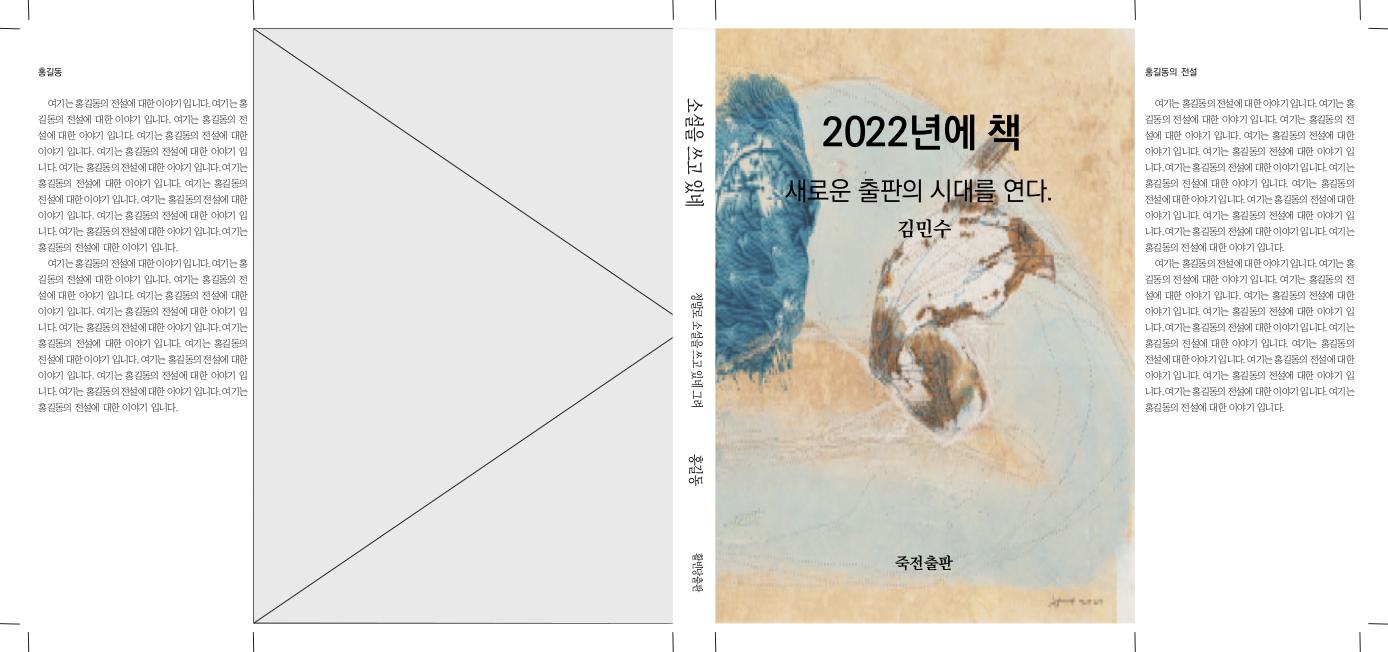 홍길동
여기는 홍길동의 전설에 대한 이야기 입니다. 여기는 홍
길동의 전설에 대한 이야기 입니다. 여기는 홍길동의 전
설에 대한 이야기 입니다. 여기는 홍길동의 전설에 대한
이야기 입니다. 여기는 홍길동의 전설에 대한 이야기 입
니다. 여기는 홍길동의 전설에 대한 이야기 입니다. 여기는
홍길동의 전설에 대한 이야기 입니다. 여기는 홍길동의
전설에 대한 이야기 입니다. 여기는 홍길동의 전설에 대한
이야기 입니다. 여기는 홍길동의 전설에 대한 이야기 입
니다. 여기는 홍길동의 전설에 대한 이야기 입니다. 여기는
홍길동의 전설에 대한 이야기 입니다.
여기는 홍길동의 전설에 대한 이야기 입니다. 여기는 홍
길동의 전설에 대한 이야기 입니다. 여기는 홍길동의 전
설에 대한 이야기 입니다. 여기는 홍길동의 전설에 대한
이야기 입니다. 여기는 홍길동의 전설에 대한 이야기 입
니다. 여기는 홍길동의 전설에 대한 이야기 입니다. 여기는
홍길동의 전설에 대한 이야기 입니다. 여기는 홍길동의
전설에 대한 이야기 입니다. 여기는 홍길동의 전설에 대한
이야기 입니다. 여기는 홍길동의 전설에 대한 이야기 입
니다. 여기는 홍길동의 전설에 대한 이야기 입니다. 여기는
홍길동의 전설에 대한 이야기 입니다.
소설을 쓰고 있네
정말로 소설을 쓰고 있네 그려
홍길동
2022년에 책
새로운 출판의 시대를 연다.
김민수
죽전출판
홍길동의 전설
여기는 홍길동의 전설에 대한 이야기 입니다. 여기는 홍
길동의 전설에 대한 이야기 입니다. 여기는 홍길동의 전
설에 대한 이야기 입니다. 여기는 홍길동의 전설에 대한
이야기 입니다. 여기는 홍길동의 전설에 대한 이야기 입
니다. 여기는 홍길동의 전설에 대한 이야기 입니다. 여기는
홍길동의 전설에 대한 이야기 입니다. 여기는 홍길동의
전설에 대한 이야기 입니다. 여기는 홍길동의 전설에 대한
이야기 입니다. 여기는 홍길동의 전설에 대한 이야기 입
니다. 여기는 홍길동의 전설에 대한 이야기 입니다. 여기는
홍길동의 전설에 대한 이야기 입니다.
여기는 홍길동의 전설에 대한 이야기 입니다. 여기는 홍
길동의 전설에 대한 이야기 입니다. 여기는 홍길동의 전
설에 대한 이야기 입니다. 여기는 홍길동의 전설에 대한
이야기 입니다. 여기는 홍길동의 전설에 대한 이야기 입
니다. 여기는 홍길동의 전설에 대한 이야기 입니다. 여기는
홍길동의 전설에 대한 이야기 입니다. 여기는 홍길동의
전설에 대한 이야기 입니다. 여기는 홍길동의 전설에 대한
이야기 입니다. 여기는 홍길동의 전설에 대한 이야기 입
니다. 여기는 홍길동의 전설에 대한 이야기 입니다. 여기는
홍길동의 전설에 대한 이야기 입니다.